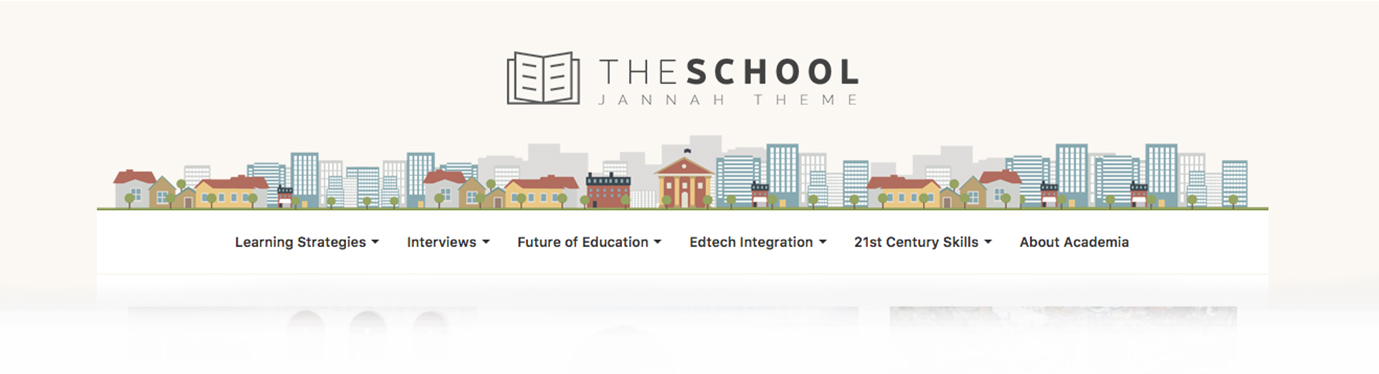 THESCHOOL
JANNAH THEME
Learning Strategies Interviews Future of Education Edtech Integration 21st Century Skills About Academia